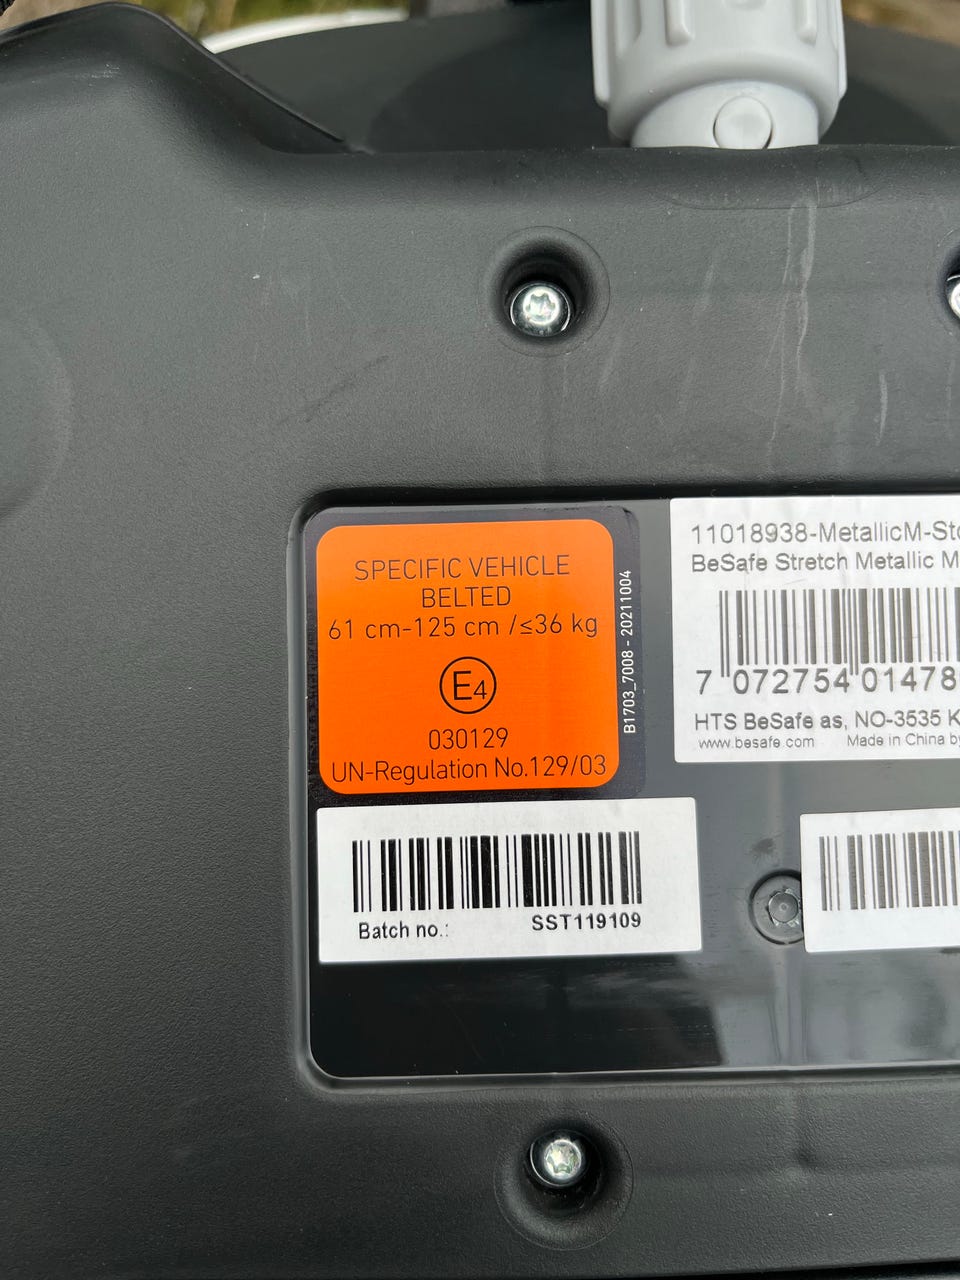 SPECIFIC VEHICLE
BELTED
61 cm-125 cm /≤36 kg
E4
030129
UN-Regulation No.129/03
B1703_7008 - 20211004
11018938-MetallicM-Sto
BeSafe Stretch Metallic M
7 072754 01478
HTS BeSafe as, NO-3535 K
www.besafe.com Made in China by
Batch no.: SST119109